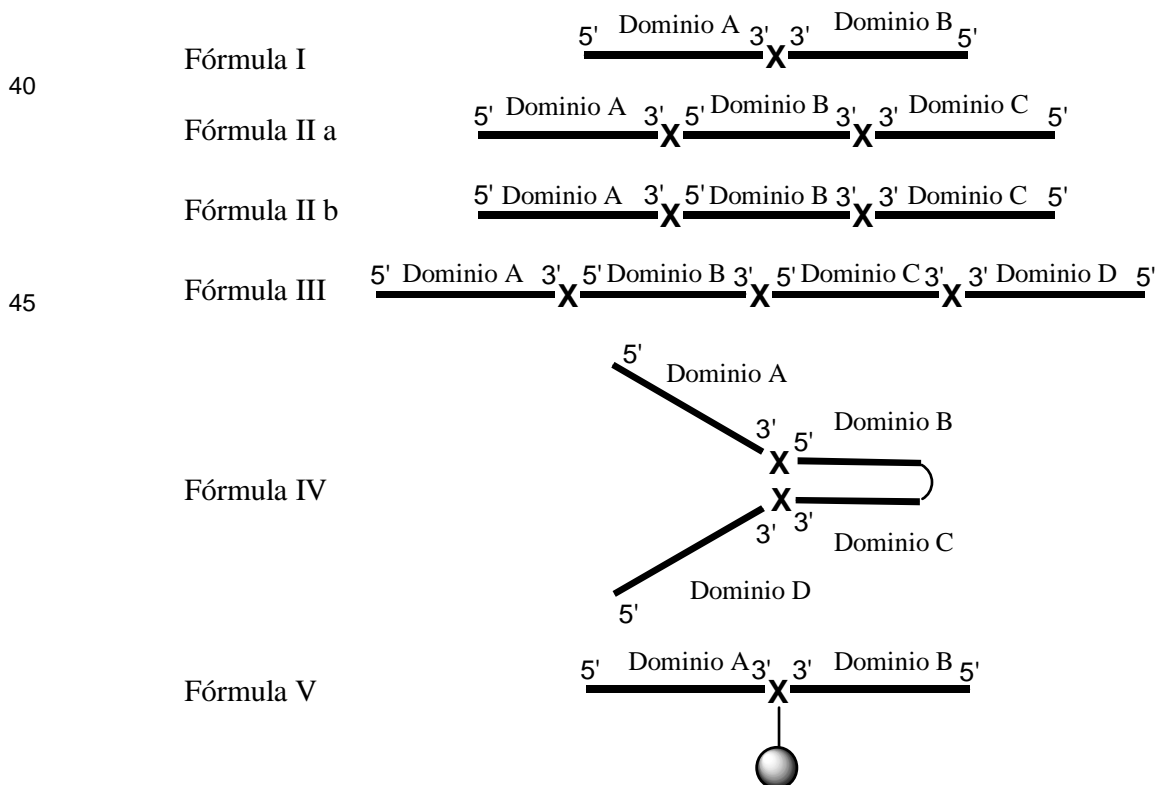 Fórmula I 5' Dominio A 3' X 3' Dominio B 5'
40
Fórmula II a 5' Dominio A 3' X 5' Dominio B 3' X 3' Dominio C 5'
Fórmula II b 5' Dominio A 3' X 5' Dominio B 3' X 3' Dominio C 5'
Fórmula III 5' Dominio A 3' X 5' Dominio B 3' X 5' Dominio C 3' X 3' Dominio D 5'
45
5'
Dominio A
3' X 5' Dominio B
Fórmula IV
3' X 3' Dominio C
Dominio D
5'
Fórmula V 5' Dominio A 3' X 3' Dominio B 5'